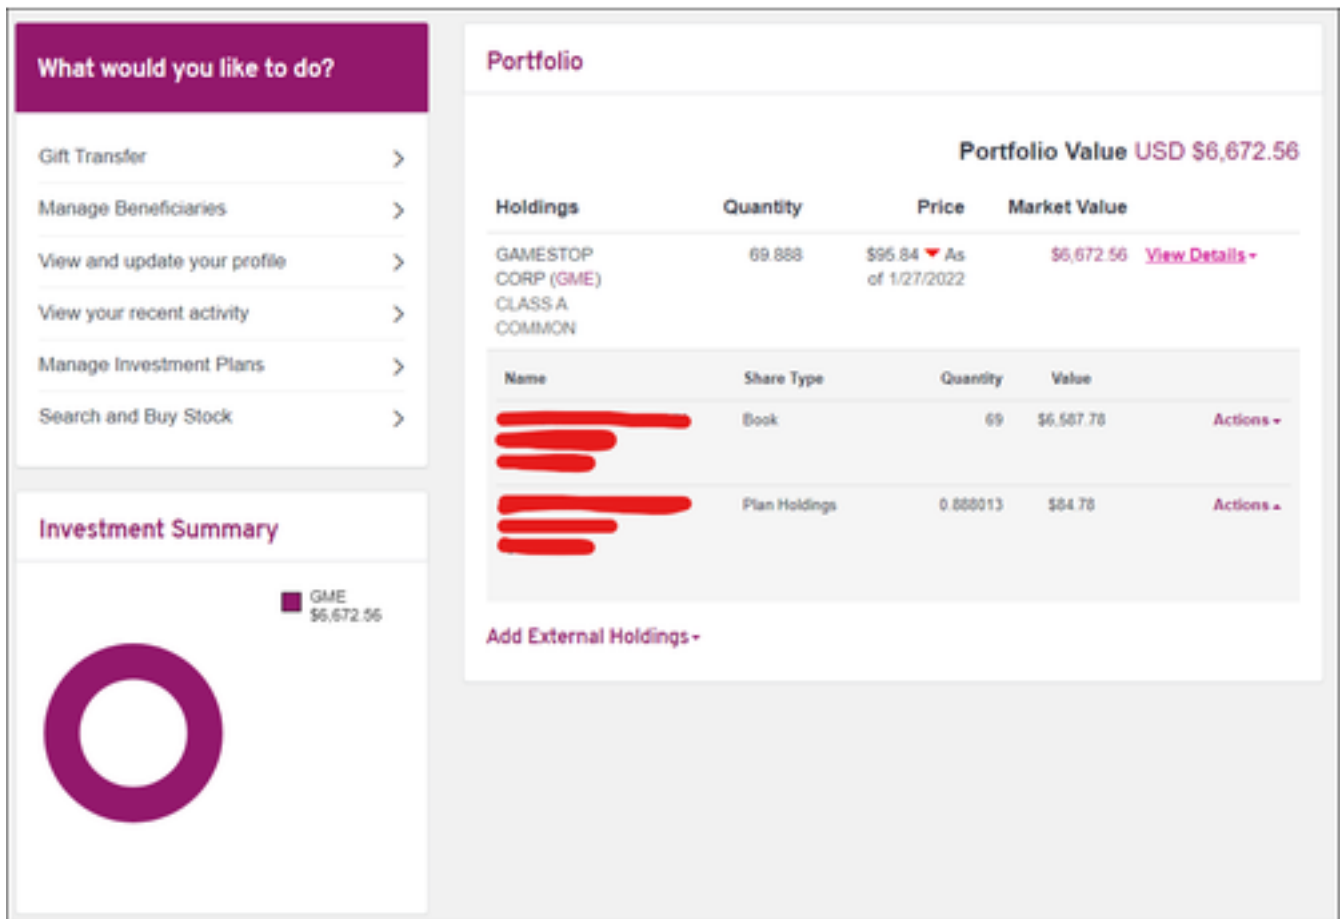 What would you like to do?
Gift Transfer
Manage Beneficiaries
View and update your profile
View your recent activity
Manage Investment Plans
Search and Buy Stock
Investment Summary
GME
$6,672.56
Portfolio
Portfolio Value USD $6,672.56
Holdings Quantity Price Market Value
GAMESTOP 69.888 $95.84 As $6,672.56 View Details
CORP (GME) of 1/27/2022
CLASS A
COMMON
Name Share Type Quantity Value
Book 69 $6,587.78 Actions
Plan Holdings 0.888013 $84.78 Actions
Add External Holdings